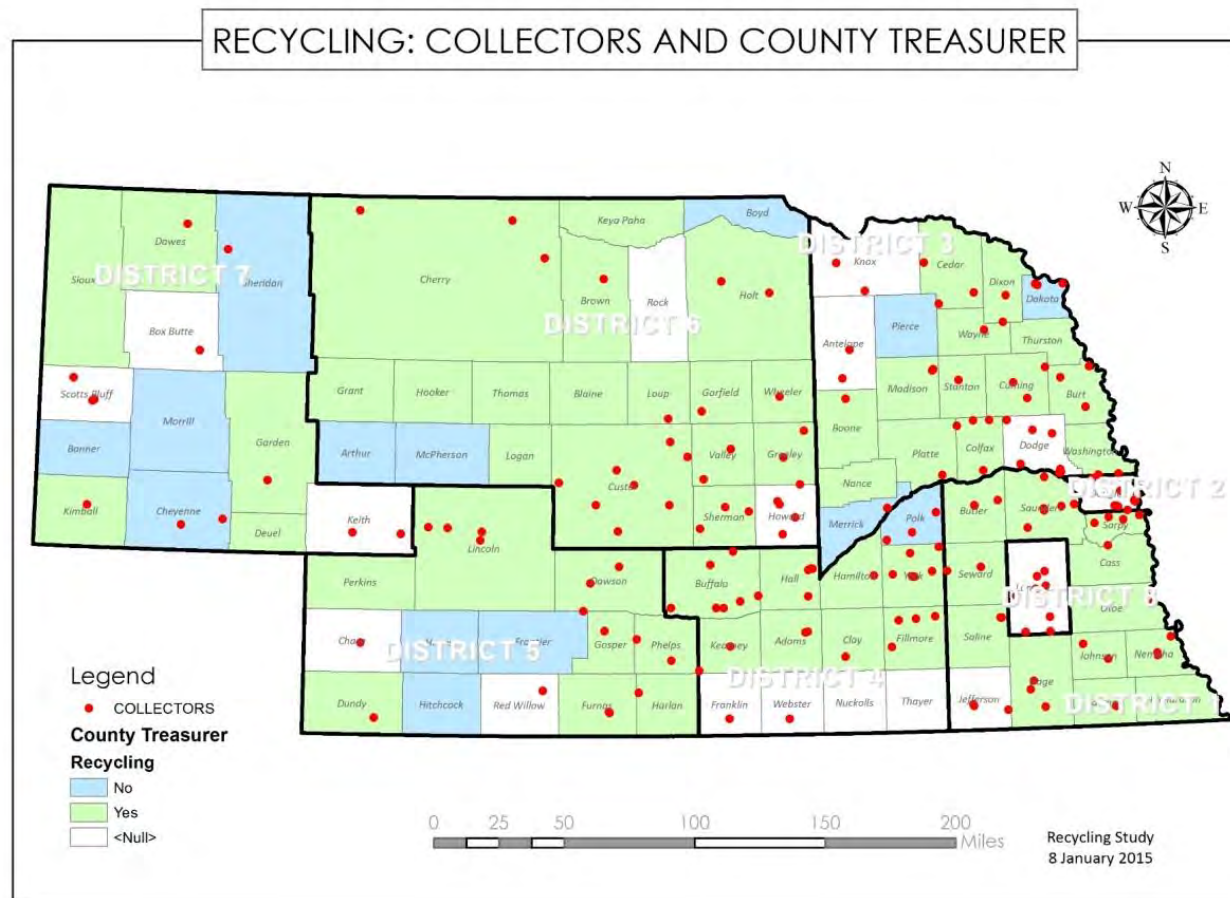 RECYCLING: COLLECTORS AND COUNTY TREASURER
N
W E
S
Boyd
Keya Paha
DISTRICT 3
Knox
Cedar
Dawes
Dixon
DISTRICT 7
Sioux
Sheridan
Cherry
Brown
Rock
Holt
Dakota
DISTRICT 6
Pierce
Wayne
Box Butte
Antelope
Thurston
Scotts Bluff
Grant
Hooker
Thomas
Blaine
Loup
Garfield
Wheeler
Madison
Stanton
Cuming
Burt
Morrill
Garden
Boone
Banner
Arthur
McPherson
Logan
Custer
Valley
Greeley
Platte
Colfax
Dodge
Washington
Nance
DISTRICT 2
Kimball
Cheyenne
Deuel
Keith
Lincoln
Sherman
Howard
Merrick
Polk
Butler
Saunders
Sarpy
Cass
Perkins
Dawson
Buffalo
Hall
Hamilton
York
Seward
Otoe
Chase
DISTRICT 5
Frontier
Gosper
Phelps
Kearney
Adams
Clay
Fillmore
Saline
Johnson
Nemaha
DISTRICT 4
Gage
DISTRICT 1
Dundy
Hitchcock
Red Willow
Furnas
Harlan
Franklin
Webster
Nuckolls
Thayer
Jefferson
Legend
COLLECTORS
County Treasurer
Recycling
No
Yes
<Null>
0 25 50 100 150 200
Miles
Recycling Study
8 January 2015